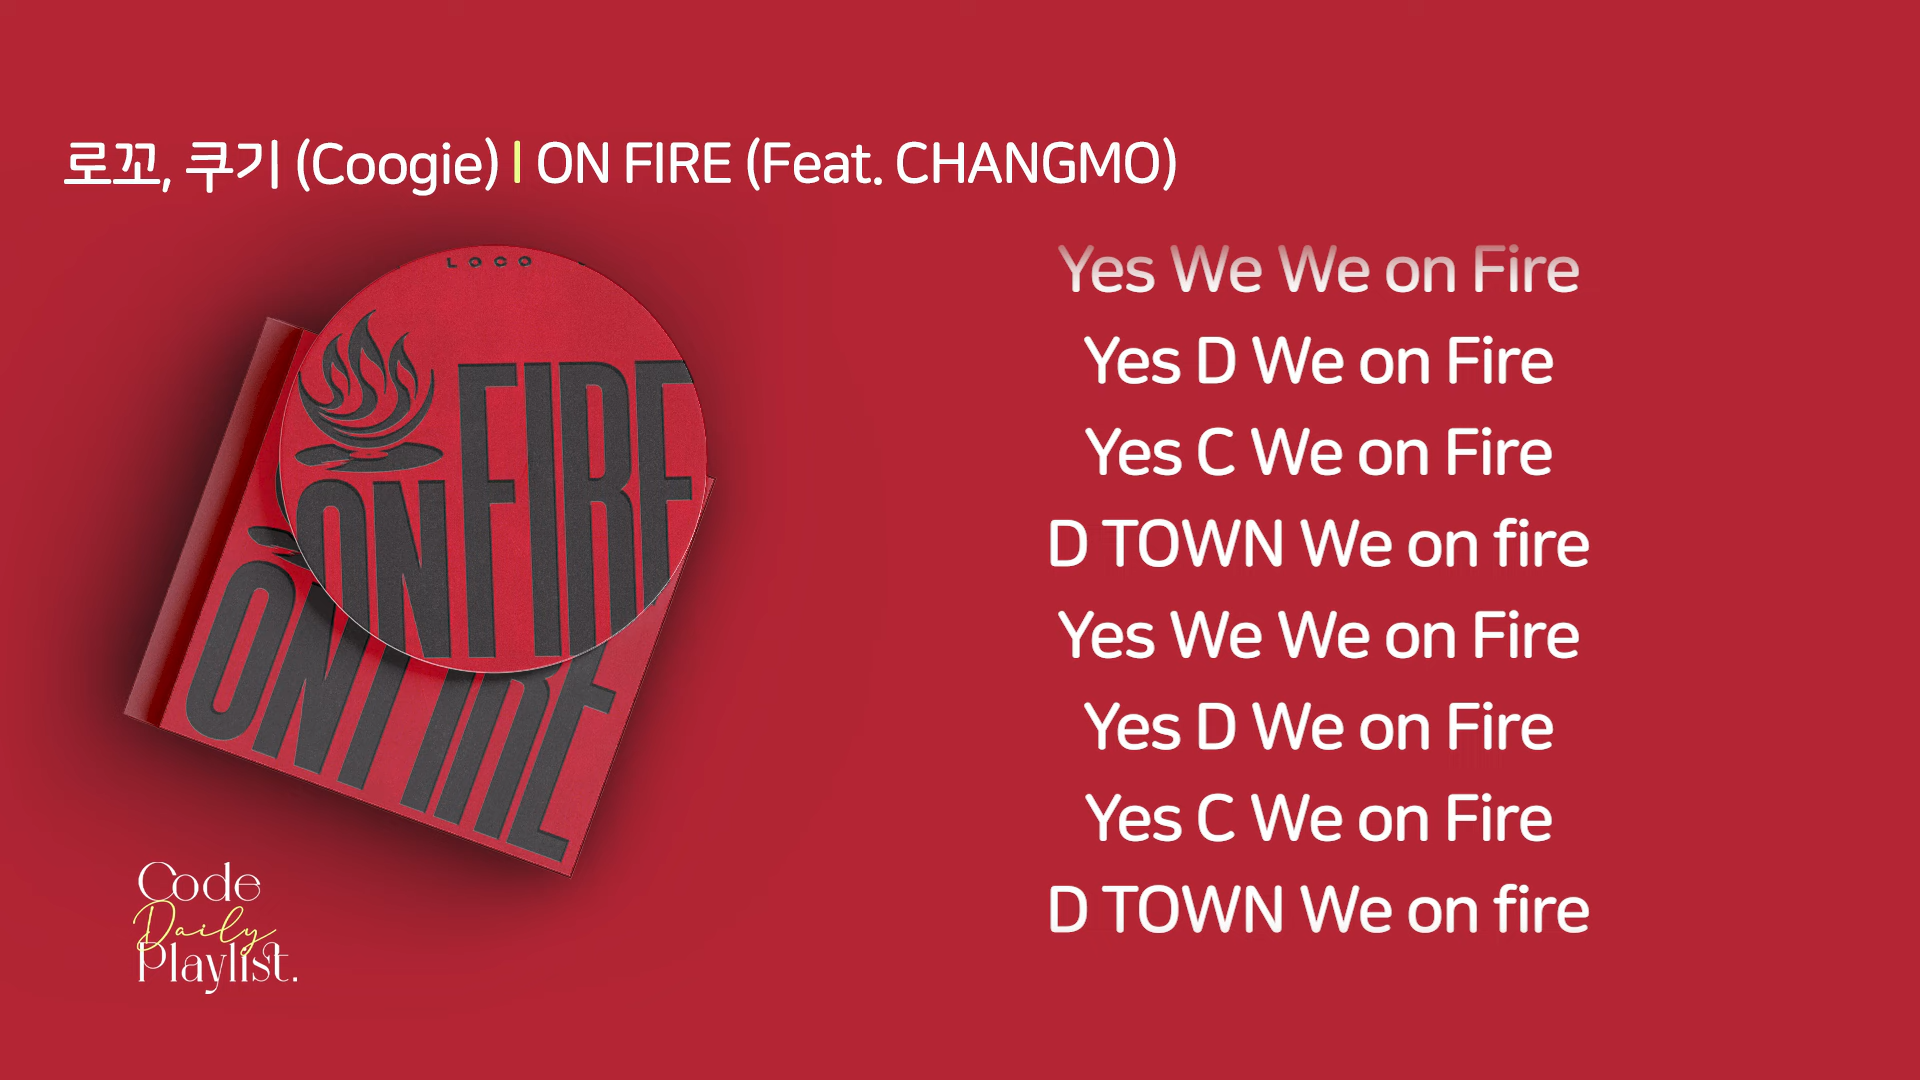 로꼬, 쿠기 (Coogie) | ON FIRE (Feat. CHANGMO)
LOCO
ON FIRE
ON FIRE
Yes We We on Fire
Yes D We on Fire
Yes C We on Fire
D TOWN We on fire
Yes We We on Fire
Yes D We on Fire
Yes C We on Fire
D TOWN We on fire
Code
Daily
Playlist.